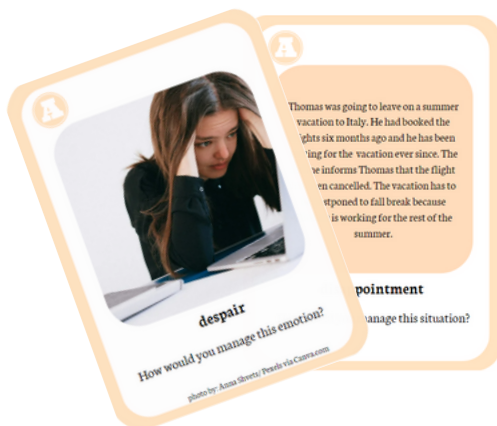 A
despair
How would you manage this emotion?
photo by: Anna Shvets/ Pexels via Canva.com
A
Thomas was going to leave on a summer
vacation to Italy. He had booked the
six months ago and he has been
for the vacation ever since. The
informs Thomas that the flight
cancelled. The vacation has to
to fall break because
is working for the rest of the
summer.
this situation?